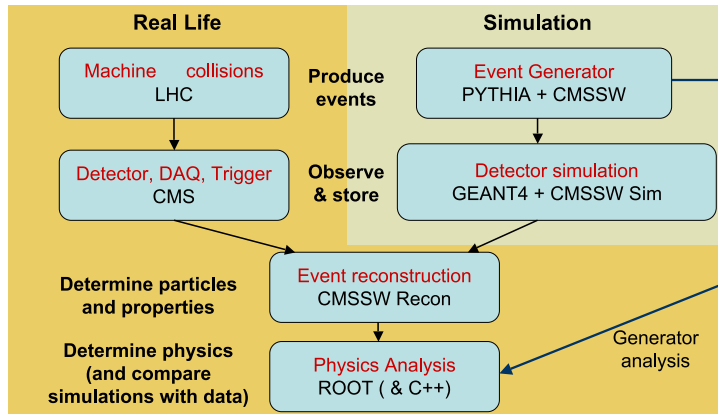 Real Life
Simulation
Machine collisions
LHC
Produce
events
Event Generator
PYTHIA + CMSSW
Detector, DAQ, Trigger
CMS
Observe
& store
Detector simulation
GEANT4 + CMSSW Sim
Determine particles
and properties
Event reconstruction
CMSSW Recon
Determine physics
(and compare
simulations with data)
Physics Analysis
ROOT ( & C++)
Generator
analysis